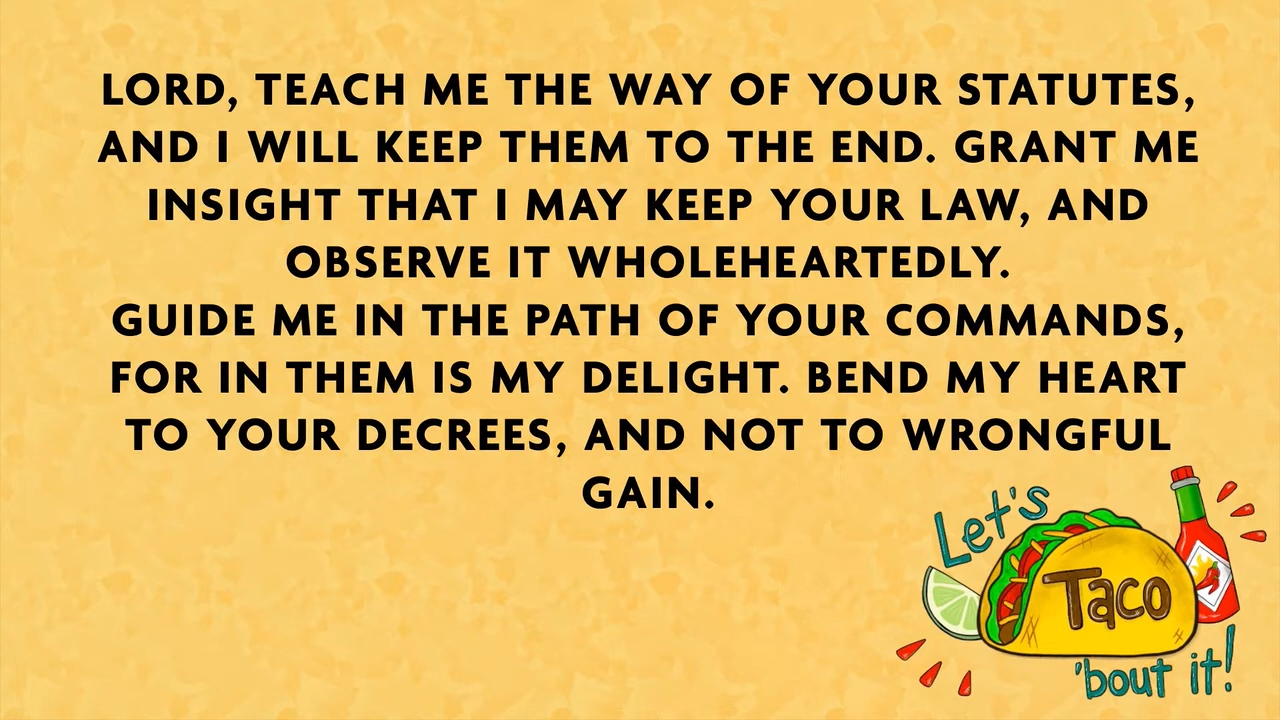 LORD, TEACH ME THE WAY OF YOUR STATUTES,
AND I WILL KEEP THEM TO THE END. GRANT ME
INSIGHT THAT I MAY KEEP YOUR LAW, AND
OBSERVE IT WHOLEHEARTEDLY.
GUIDE ME IN THE PATH OF YOUR COMMANDS,
FOR IN THEM IS MY DELIGHT. BEND MY HEART
TO YOUR DECREES, AND NOT TO WRONGFUL
GAIN.
Let's
Taco
'bout it!